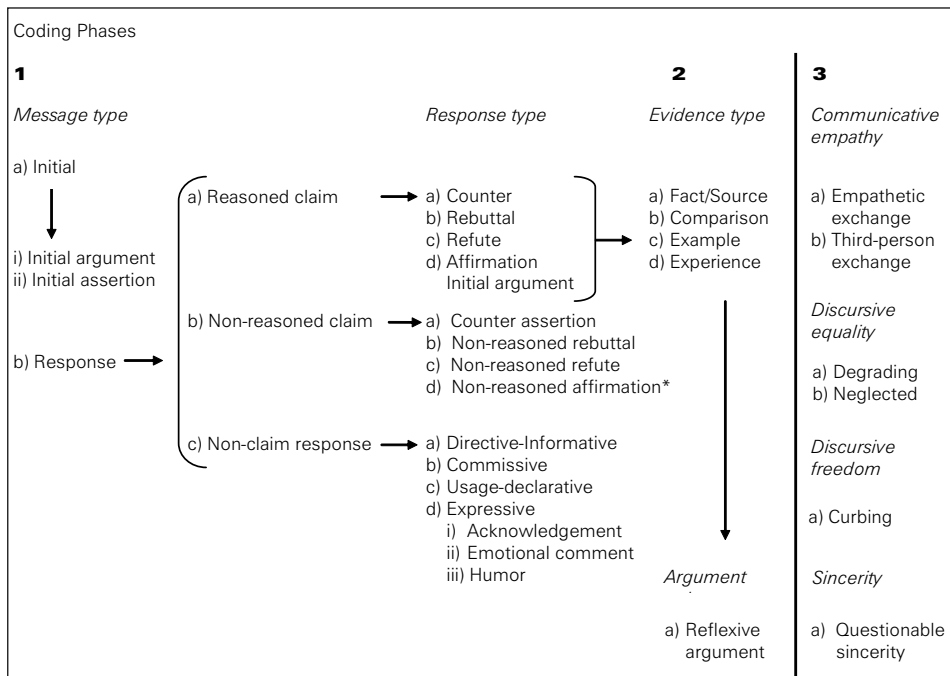 Coding Phases
1
Message type
a) Initial
i) Initial argument
ii) Initial assertion
b) Response
a) Reasoned claim
b) Non-reasoned claim
c) Non-claim response
Response type
a) Counter
b) Rebuttal
c) Refute
d) Affirmation
Initial argument
a) Counter assertion
b) Non-reasoned rebuttal
c) Non-reasoned refute
d) Non-reasoned affirmation*
a) Directive-Informative
b) Commissive
c) Usage-declarative
d) Expressive
i) Acknowledgement
ii) Emotional comment
iii) Humor
2
Evidence type
a) Fact/Source
b) Comparison
c) Example
d) Experience
Argument
a) Reflexive
argument
3
Communicative
empathy
a) Empathetic
exchange
b) Third-person
exchange
Discursive
equality
a) Degrading
b) Neglected
Discursive
freedom
a) Curbing
Sincerity
a) Questionable
sincerity